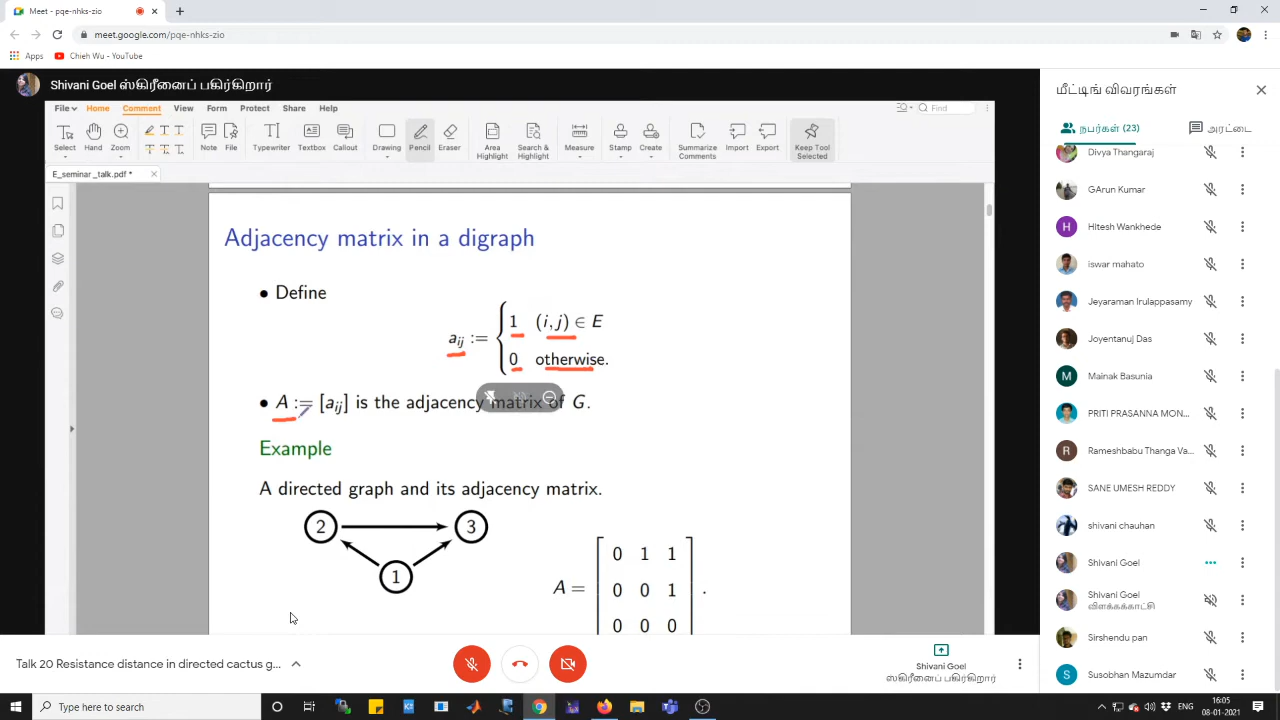 Meet - pqe-nhks-zio
meet.google.com/pqe-nhks-zio
Apps
Chieh Wu - YouTube
Shivani Goel ஸ்கிரீனைப் பகிர்கிறார்
File Home Comment View Form Protect Share Help
Find
Select Hand Zoom Note File Typewriter Textbox Callout Drawing Pencil Eraser Area Highlight Search & Highlight Measure Stamp Create Summarize Comments Import Export Keep Tool Selected
E_seminar _talk.pdf *
Adjacency matrix in a digraph
• Define
a_ij := { 1 (i, j) ∈ E
0 otherwise.
• A := [a_ij] is the adjacency matrix of G.
Example
A directed graph and its adjacency matrix.
2 3
1
A = [ 0 1 1
0 0 1
0 0 0 ] .
மீட்டிங் விவரங்கள்
நபர்கள் (23)
அரட்டை
Divya Thangaraj
GArun Kumar
H HItesh Wankhede
iswar mahato
Jeyaraman Irulappasamy
Joyentanuj Das
M Mainak Basunia
PRITI PRASANNA MON...
R Rameshbabu Thanga Va...
SANE UMESH REDDY
shivani chauhan
Shivani Goel
Shivani Goel
விளக்கக்காட்சி
Sirshendu pan
S Susobhan Mazumdar
Talk 20 Resistance distance in directed cactus g...
Shivani Goel
ஸ்கிரீனைப் பகிர்கிறார்
Type here to search
16:05
08-01-2021